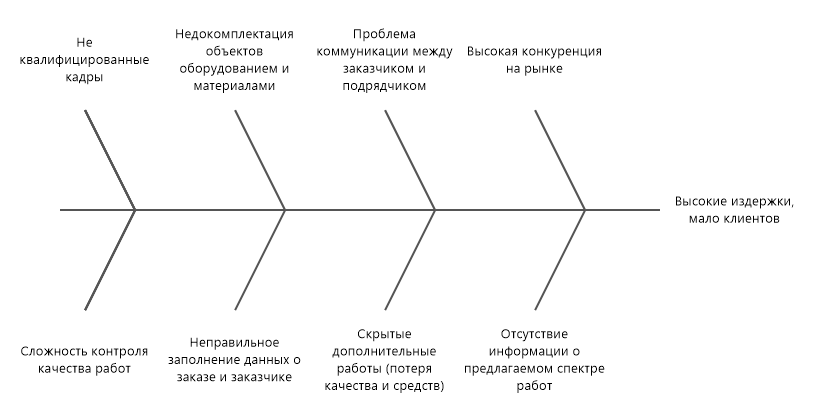 Не
квалифицированные
кадры
Недокомплектация
объектов
оборудованием и
материалами
Проблема
коммуникации между
заказчиком и
подрядчиком
Высокая конкуренция
на рынке
Высокие издержки,
мало клиентов
Сложность контроля
качества работ
Неправильное
заполнение данных о
заказе и заказчике
Скрытые
дополнительные
работы (потеря
качества и средств)
Отсутствие
информации о
предлагаемом спектре
работ